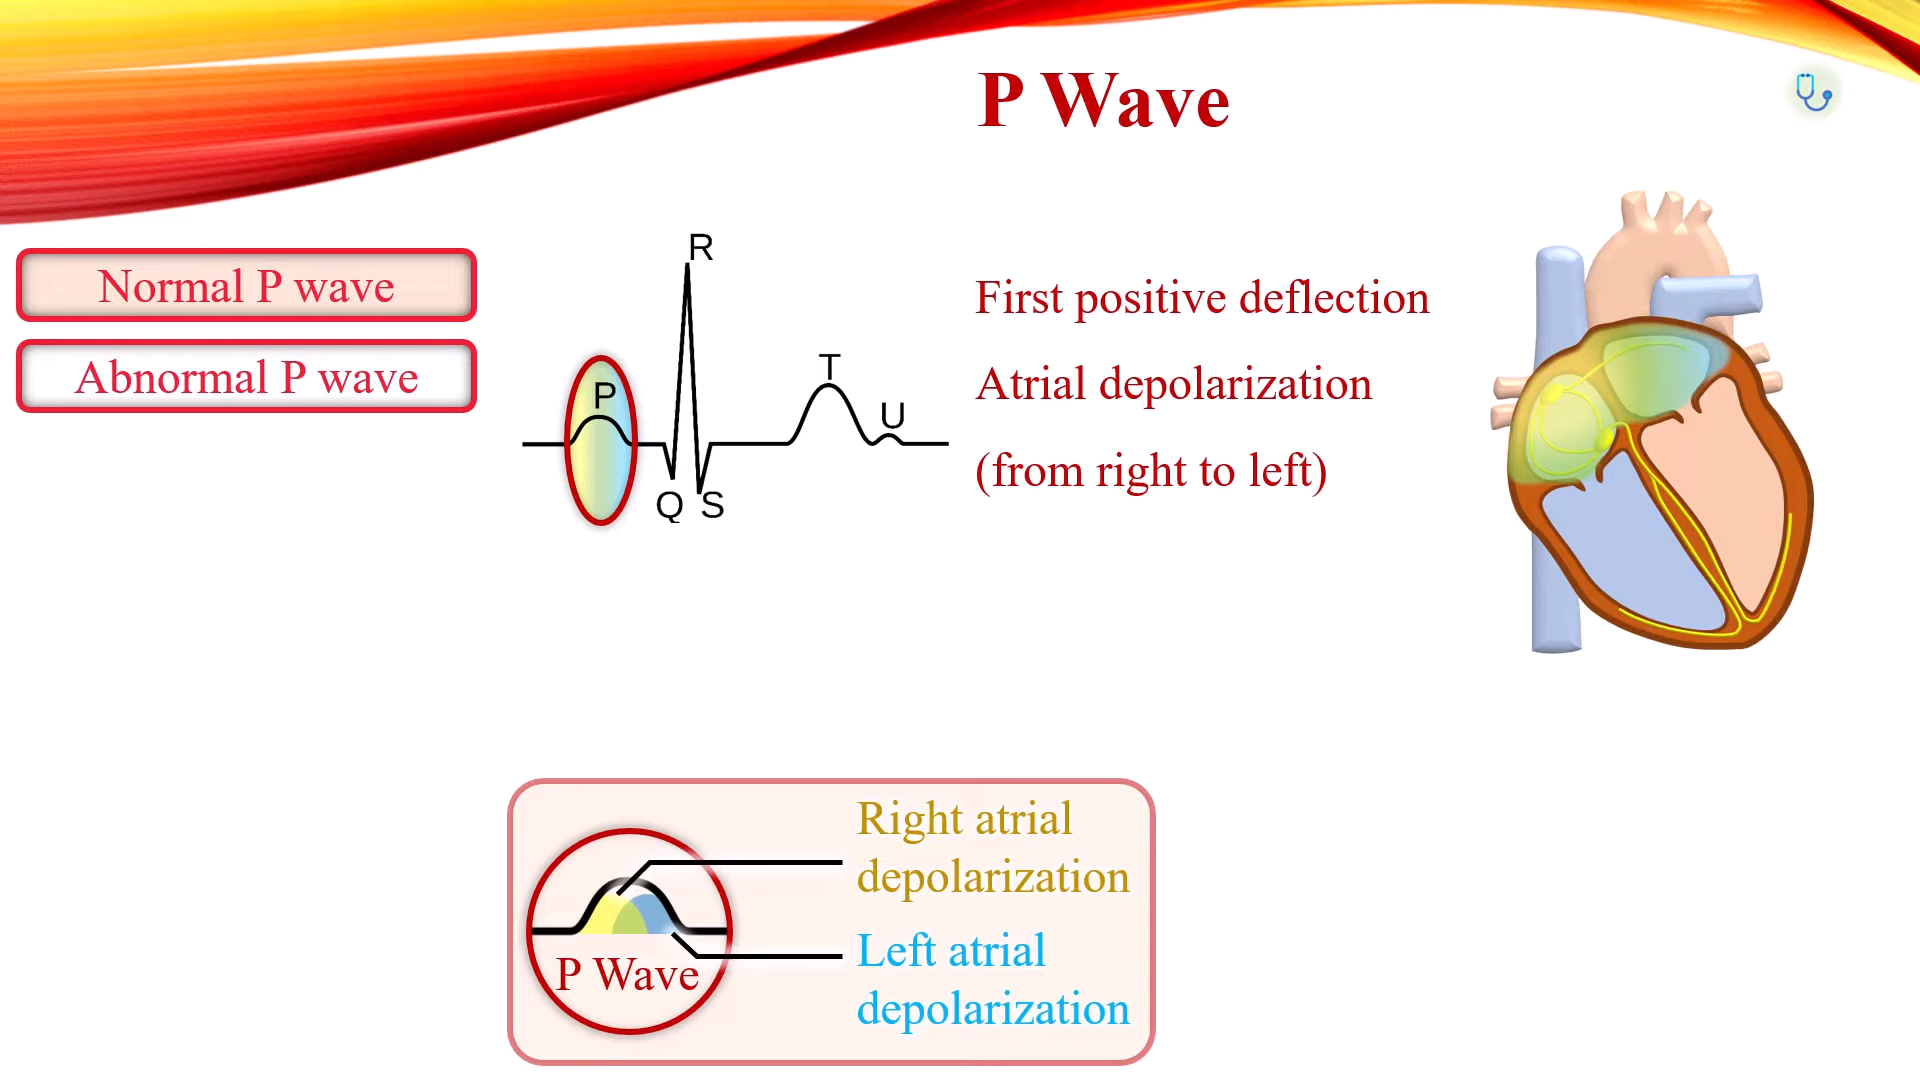 P Wave
Normal P wave
Abnormal P wave
R
P
T
U
Q
S
First positive deflection
Atrial depolarization
(from right to left)
Right atrial
depolarization
Left atrial
depolarization
P Wave